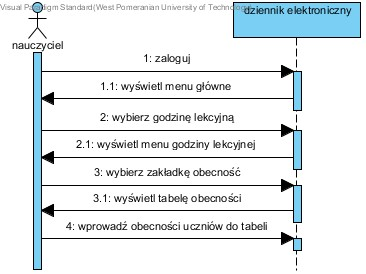 Visual Paradigm Standard(West Pomeranian University of Technology
dziennik elektroniczny
nauczyciel
1: zaloguj
1.1: wyświetl menu główne
2: wybierz godzinę lekcyjną
2.1: wyświetl menu godziny lekcyjnej
3: wybierz zakładkę obecność
3.1: wyświetl tabelę obecności
4: wprowadź obecności uczniów do tabeli